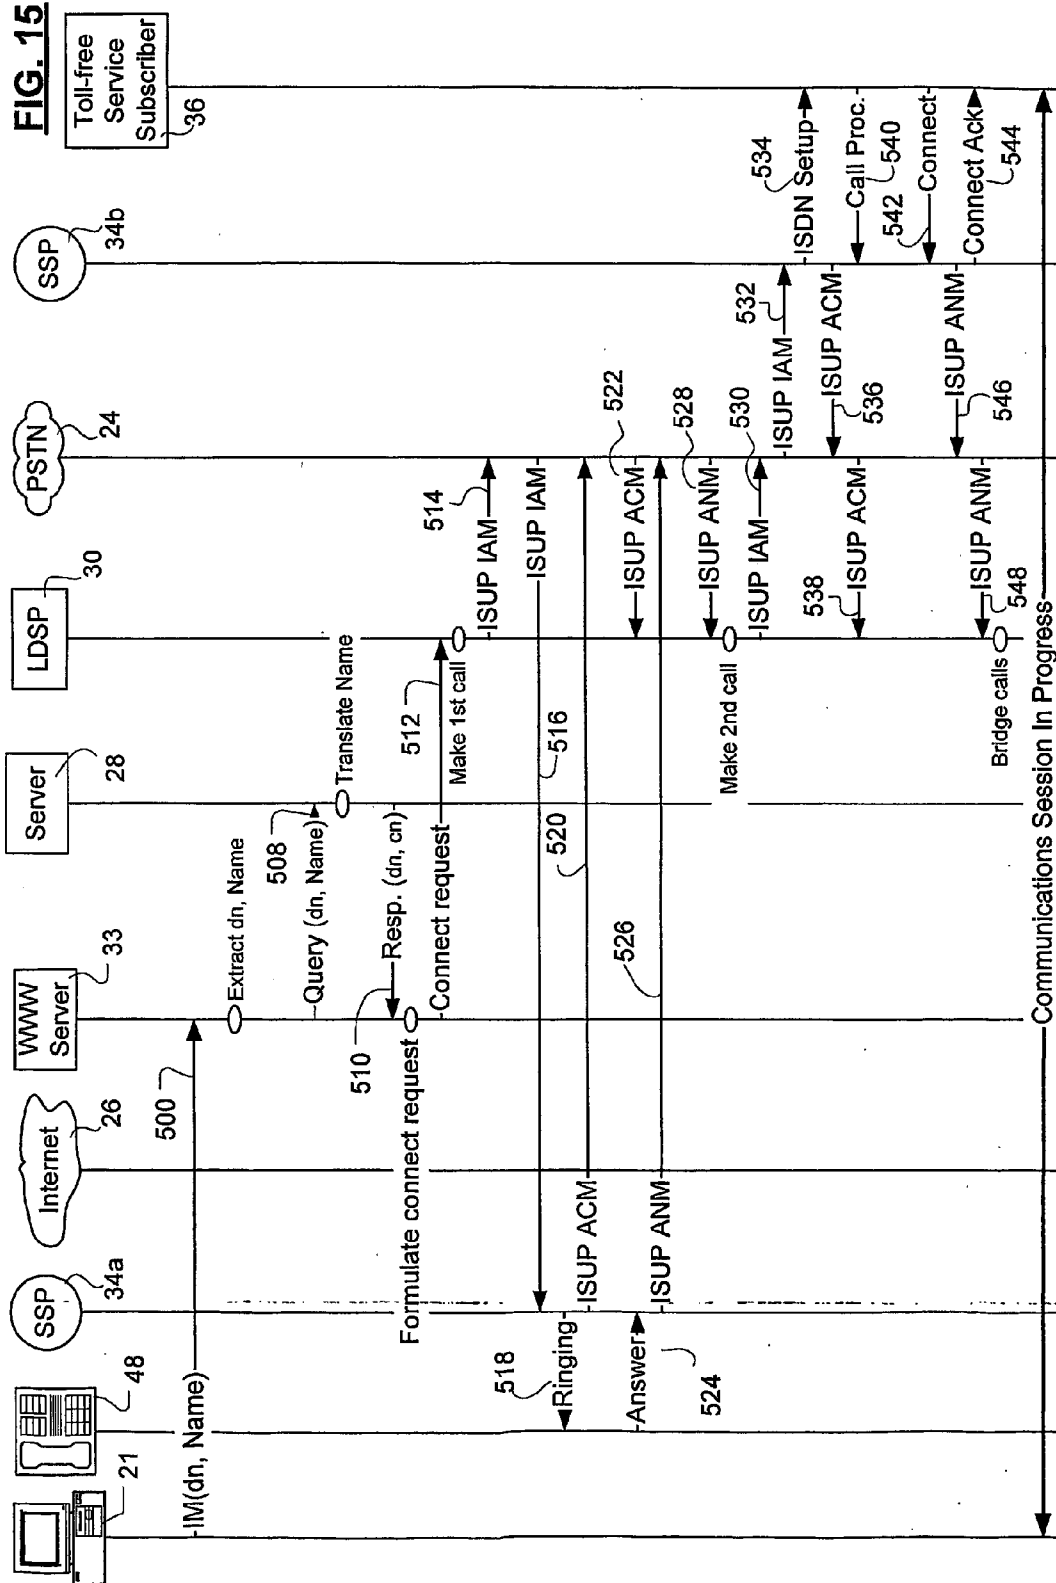 FIG. 15
21
48
SSP
34a
Internet
26
WWW
Server
33
Server
28
LDSP
30
PSTN
24
SSP
34b
Toll-free
Service
Subscriber
36
IM(dn, Name)
500
Extract dn, Name
Query (dn, Name)
508
Translate Name
510
Resp. (dn, cn)
Formulate connect request
Connect request
512
Make 1st call
ISUP IAM
514
ISUP IAM
516
518
Ringing
ISUP ACM
520
ISUP ACM
522
Answer
524
ISUP ANM
526
ISUP ANM
528
Make 2nd call
ISUP IAM
530
ISUP IAM
532
ISDN Setup
534
ISUP ACM
536
538
ISUP ACM
Call Proc.
540
542
Connect
Connect Ack
544
ISUP ANM
546
ISUP ANM
548
Bridge calls
Communications Session In Progress